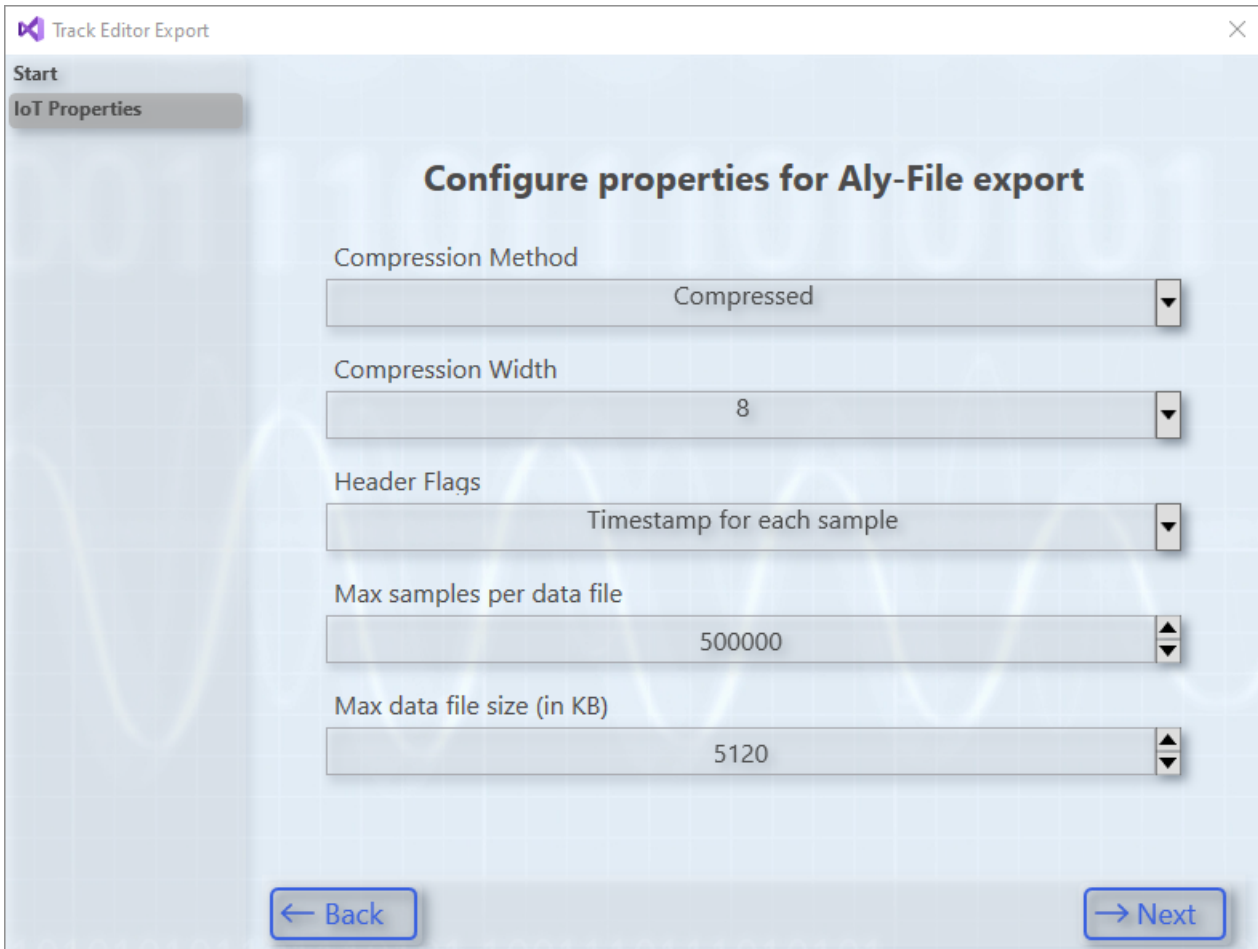 Track Editor Export
Start
IoT Properties
Configure properties for Aly-File export
Compression Method
Compressed
Compression Width
8
Header Flags
Timestamp for each sample
Max samples per data file
500000
Max data file size (in KB)
5120
← Back
→ Next